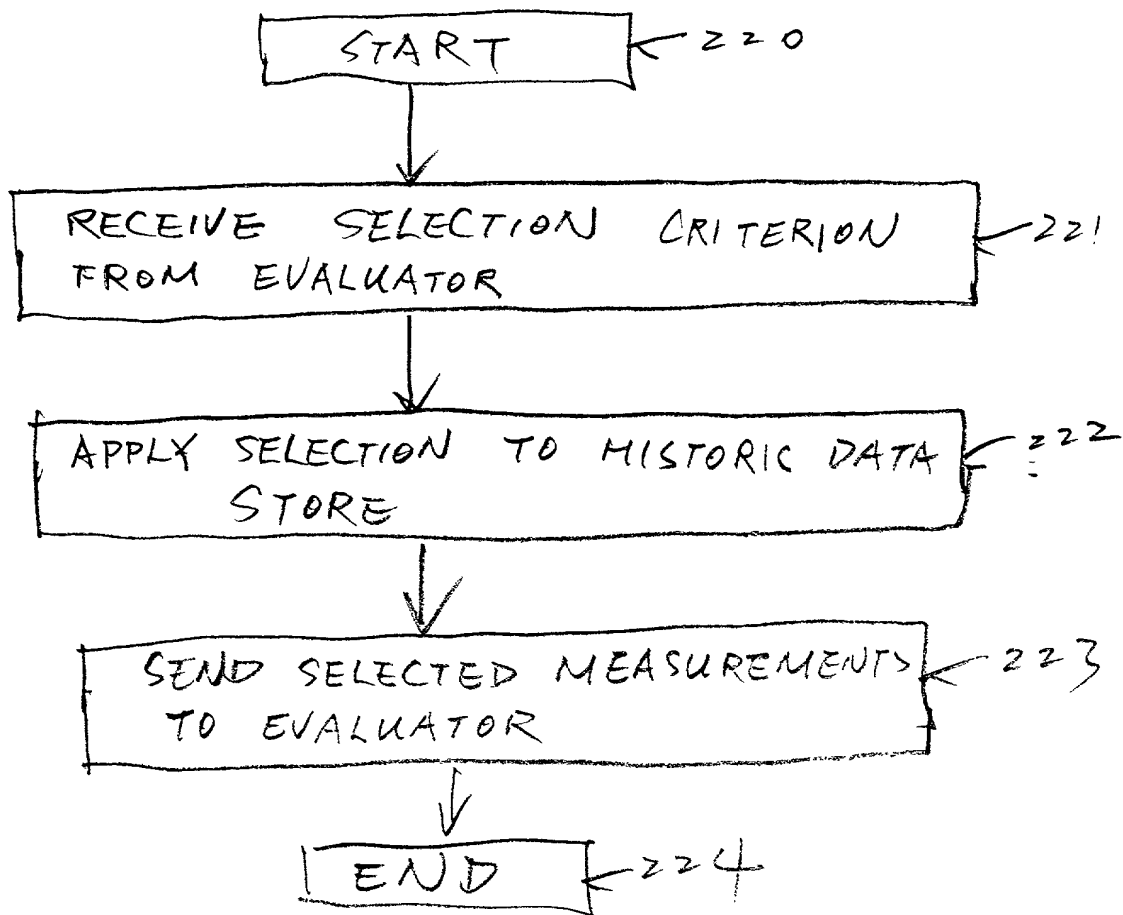 START 220
RECEIVE SELECTION CRITERION 221
FROM EVALUATOR
APPLY SELECTION TO HISTORIC DATA 222
STORE
SEND SELECTED MEASUREMENTS 223
TO EVALUATOR
END 224